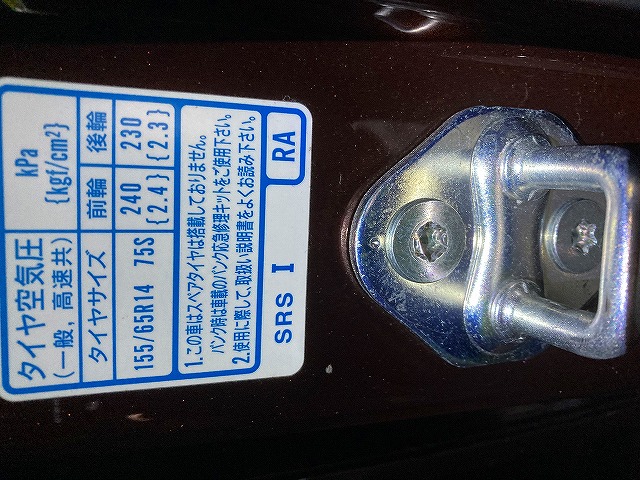 タイヤ空気圧
(一般，高速共)
kPa
{kgf/cm²}
タイヤサイズ 前輪 後輪
155/65R14 75S 240 230
{2.4} {2.3}
1.この車はスペアタイヤは搭載しておりません。
パンク時は車載のパンク応急修理キットをご使用下さい。
2.使用に際して、取扱い説明書をよくお読み下さい。
SRS I RA